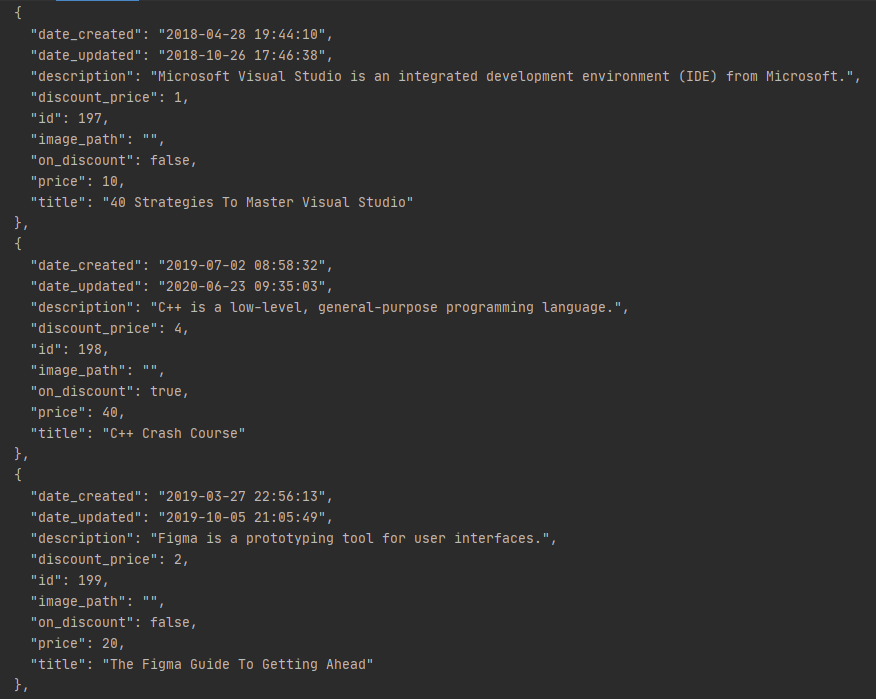 {
  "date_created": "2018-04-28 19:44:10",
  "date_updated": "2018-10-26 17:46:38",
  "description": "Microsoft Visual Studio is an integrated development environment (IDE) from Microsoft.",
  "discount_price": 1,
  "id": 197,
  "image_path": "",
  "on_discount": false,
  "price": 10,
  "title": "40 Strategies To Master Visual Studio"
},
{
  "date_created": "2019-07-02 08:58:32",
  "date_updated": "2020-06-23 09:35:03",
  "description": "C++ is a low-level, general-purpose programming language.",
  "discount_price": 4,
  "id": 198,
  "image_path": "",
  "on_discount": true,
  "price": 40,
  "title": "C++ Crash Course"
},
{
  "date_created": "2019-03-27 22:56:13",
  "date_updated": "2019-10-05 21:05:49",
  "description": "Figma is a prototyping tool for user interfaces.",
  "discount_price": 2,
  "id": 199,
  "image_path": "",
  "on_discount": false,
  "price": 20,
  "title": "The Figma Guide To Getting Ahead"
},